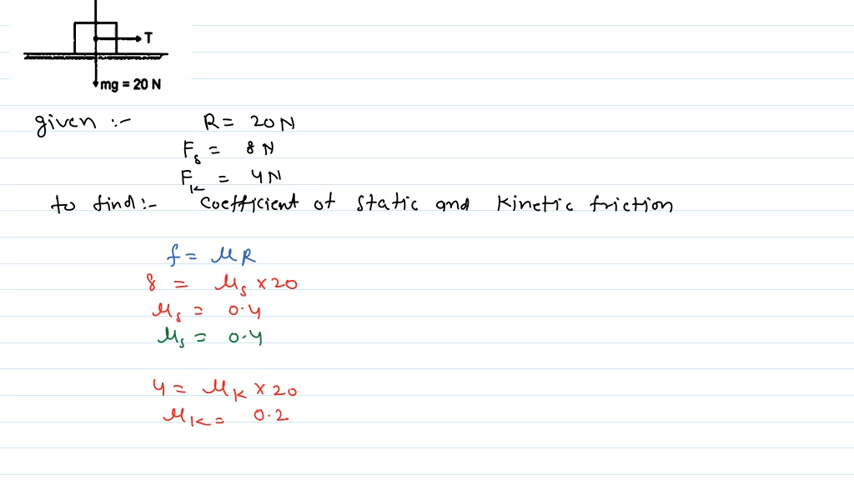 T
mg = 20 N
given :- R = 20 N
Fs = 8 N
Fk = 4N
to find:- Coefficient of Static and Kinetic friction
f = μR
8 = μs × 20
μs = 0.4
μs = 0.4
4 = μk × 20
μk = 0.2